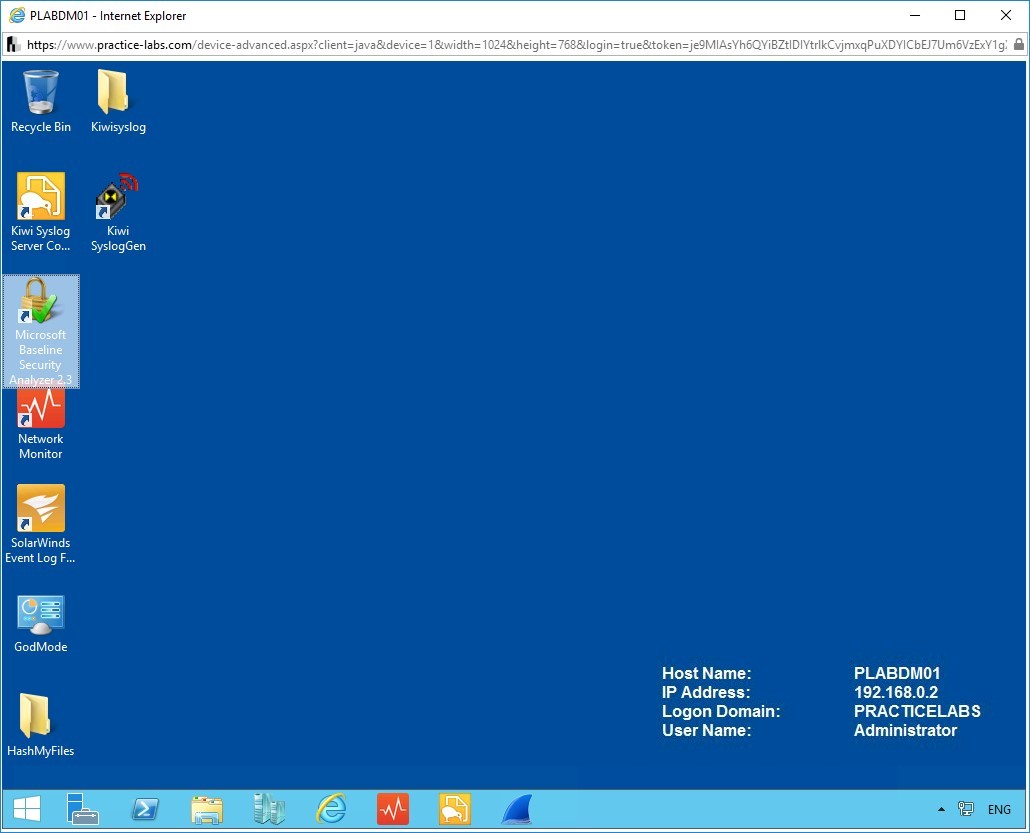 PLABDM01 - Internet Explorer
https://www.practice-labs.com/device-advanced.aspx?client=java&device=1&width=1024&height=768&login=true&token=je9MIAsYh6QYiBZtIDIYtrIkCvjmxqPuXDYICbEJ7Um6VzExY1g
Recycle Bin
Kiwisyslog
Kiwi Syslog
Server Co...
Kiwi
SyslogGen
Microsoft
Baseline
Security
Analyzer 2.3
Network
Monitor
SolarWinds
Event Log F...
GodMode
HashMyFiles
Host Name: PLABDM01
IP Address: 192.168.0.2
Logon Domain: PRACTICELABS
User Name: Administrator
ENG